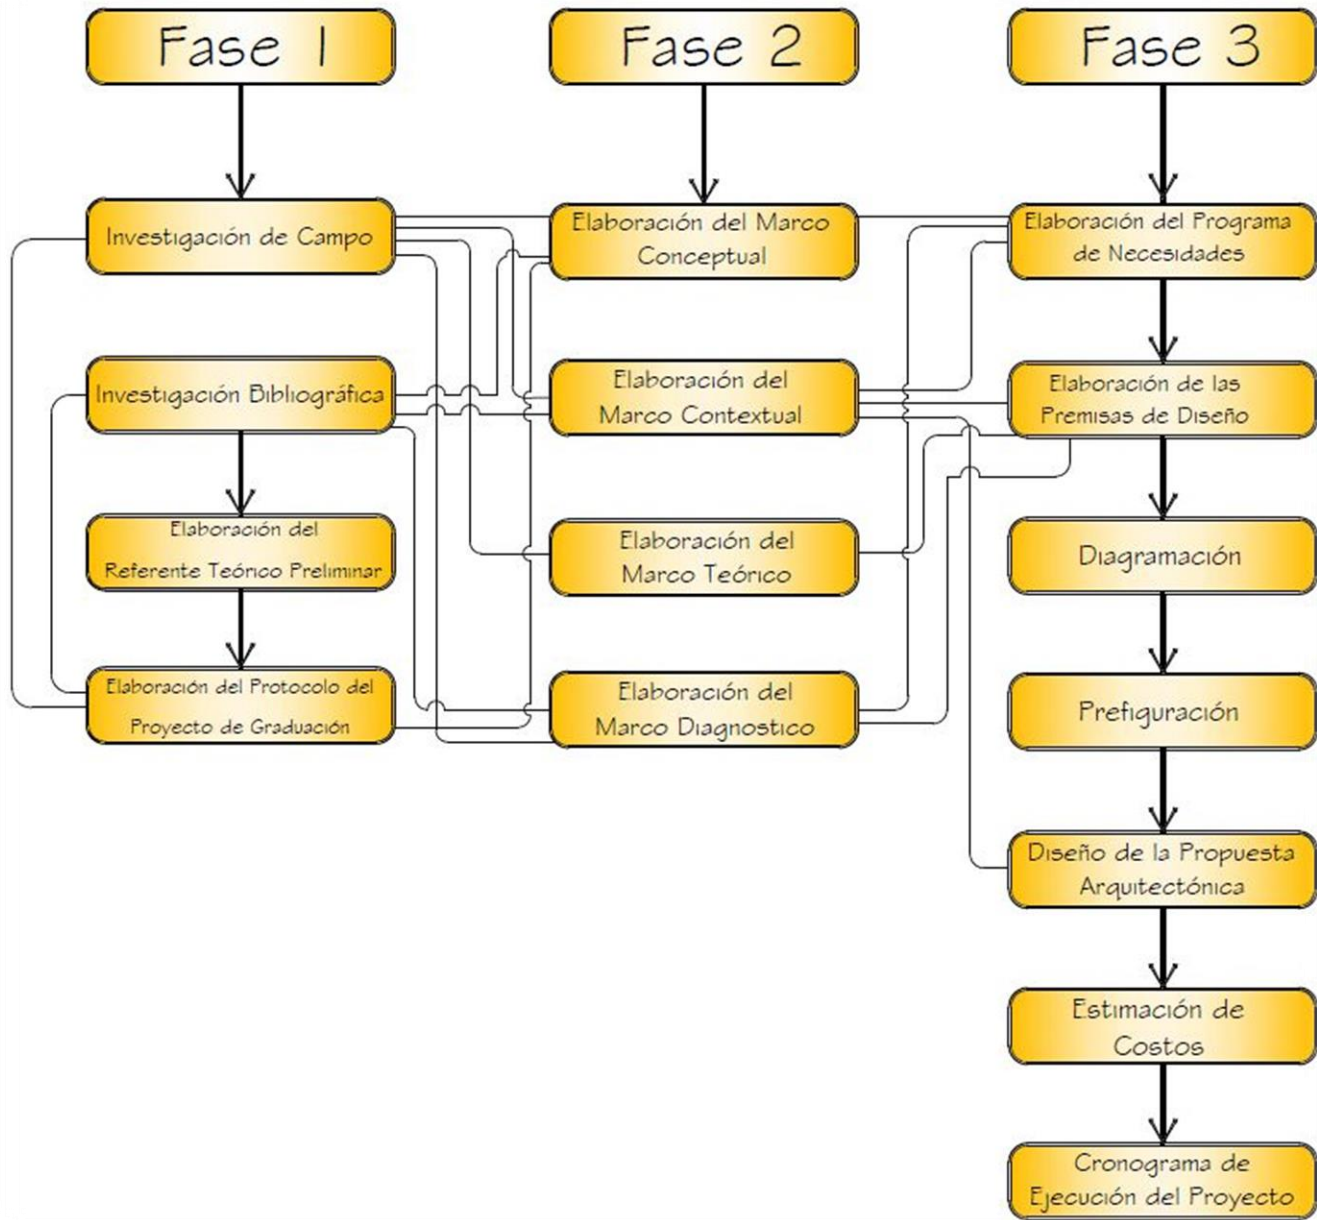 Fase 1
Fase 2
Fase 3
Investigación de Campo
Elaboración del Marco
Conceptual
Elaboración del Programa
de Necesidades
Investigación Bibliográfica
Elaboración del
Marco Contextual
Elaboración de las
Premisas de Diseño
Elaboración del
Referente Teórico Preliminar
Elaboración del
Marco Teórico
Diagramación
Elaboración del Protocolo del
Proyecto de Graduación
Elaboración del
Marco Diagnostico
Prefiguración
Diseño de la Propuesta
Arquitectónica
Estimación de
Costos
Cronograma de
Ejecución del Proyecto